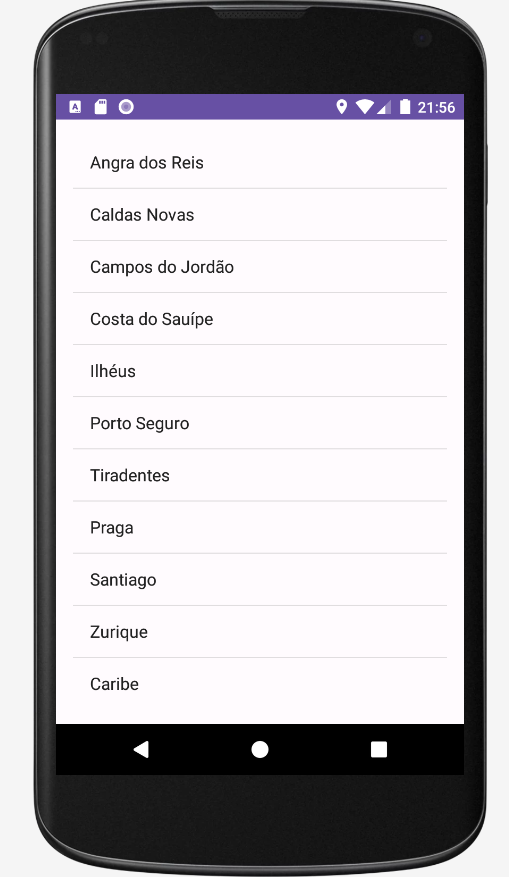 A
21:56
Angra dos Reis
Caldas Novas
Campos do Jordão
Costa do Sauípe
Ilhéus
Porto Seguro
Tiradentes
Praga
Santiago
Zurique
Caribe